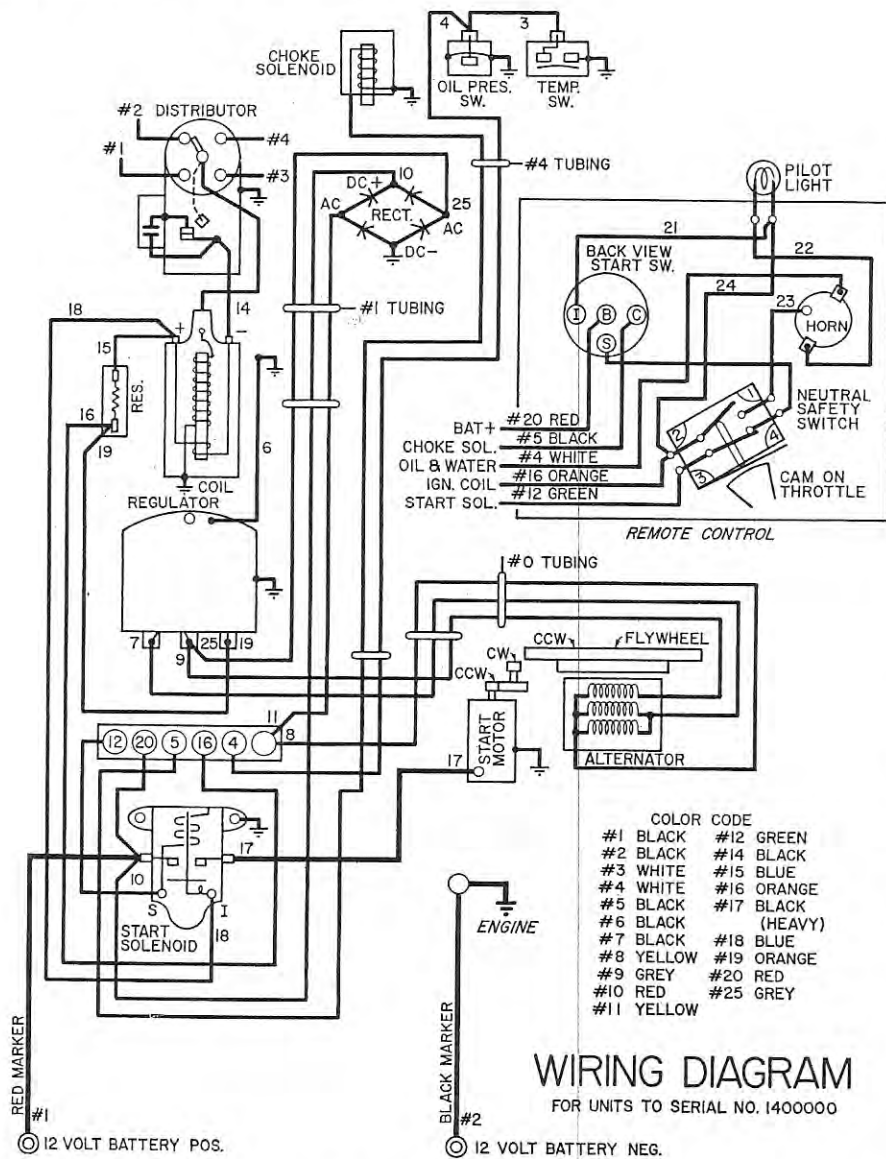 4
3
CHOKE
SOLENOID
OIL PRES.
SW.
TEMP.
SW.
#2 DISTRIBUTOR
#4
#1
#3
#4 TUBING
10
DC+
25
AC
RECT.
AC
DC-
PILOT
LIGHT
21
22
BACK VIEW
START SW.
24
23
I
B
C
S
HORN
#1 TUBING
18
14
+
-
15
RES.
16
19
6
COIL
REGULATOR
NEUTRAL
SAFETY
SWITCH
BAT+ #20 RED
CHOKE SOL. #5 BLACK
OIL & WATER #4 WHITE
IGN. COIL #16 ORANGE
START SOL. #12 GREEN
2
1
4
3
CAM ON
THROTTLE
REMOTE CONTROL
#0 TUBING
7
9
25
19
CCW
FLYWHEEL
CW
CCW
11
8
12
20
5
16
4
17
START
MOTOR
ALTERNATOR
17
10
S
I
START
SOLENOID
18
ENGINE
COLOR CODE
#1 BLACK #12 GREEN
#2 BLACK #14 BLACK
#3 WHITE #15 BLUE
#4 WHITE #16 ORANGE
#5 BLACK #17 BLACK
#6 BLACK (HEAVY)
#7 BLACK #18 BLUE
#8 YELLOW #19 ORANGE
#9 GREY #20 RED
#10 RED #25 GREY
#11 YELLOW
RED MARKER
#1
BLACK MARKER
#2
WIRING DIAGRAM
FOR UNITS TO SERIAL NO. 1400000
12 VOLT BATTERY POS.
12 VOLT BATTERY NEG.